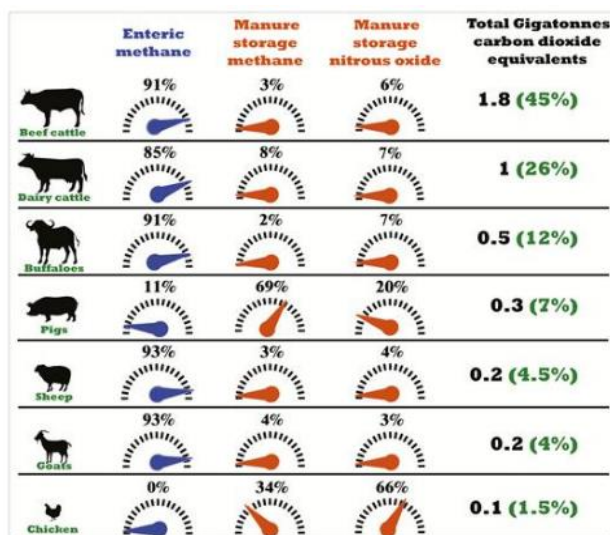 Enteric methane
Manure storage methane
Manure storage nitrous oxide
Total Gigatonnes carbon dioxide equivalents
Beef cattle
91%
3%
6%
1.8 (45%)
Dairy cattle
85%
8%
7%
1 (26%)
Buffaloes
91%
2%
7%
0.5 (12%)
Pigs
11%
69%
20%
0.3 (7%)
Sheep
93%
3%
4%
0.2 (4.5%)
Goats
93%
4%
3%
0.2 (4%)
Chicken
0%
34%
66%
0.1 (1.5%)